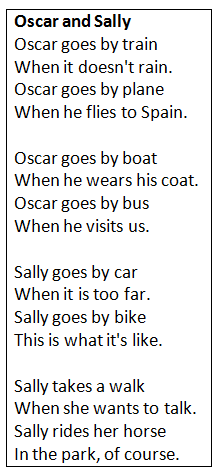 Oscar and Sally
Oscar goes by train
When it doesn't rain.
Oscar goes by plane
When he flies to Spain.

Oscar goes by boat
When he wears his coat.
Oscar goes by bus
When he visits us.

Sally goes by car
When it is too far.
Sally goes by bike
This is what it's like.

Sally takes a walk
When she wants to talk.
Sally rides her horse
In the park, of course.